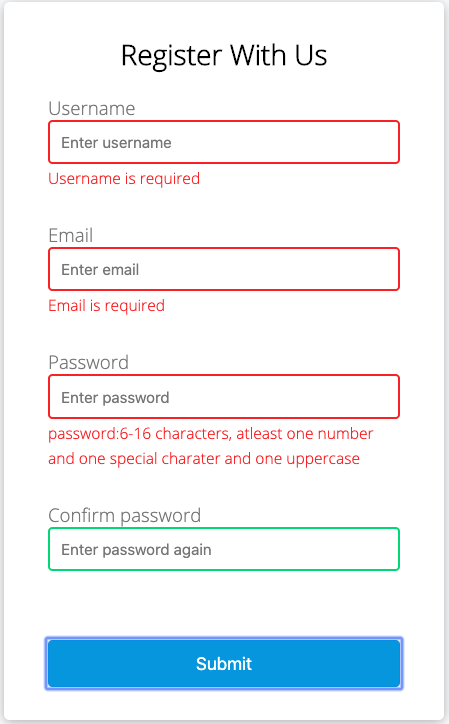 Register With Us
Username
Enter username
Username is required
Email
Enter email
Email is required
Password
Enter password
password:6-16 characters, atleast one number
and one special charater and one uppercase
Confirm password
Enter password again
Submit